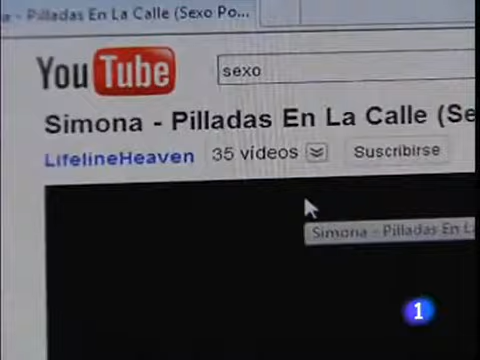 a - Pilladas En La Calle (Sexo Po...
YouTube
sexo
Simona - Pilladas En La Calle (Se
LifelineHeaven 35 vídeos Suscribirse
Simona - Pilladas En La
1